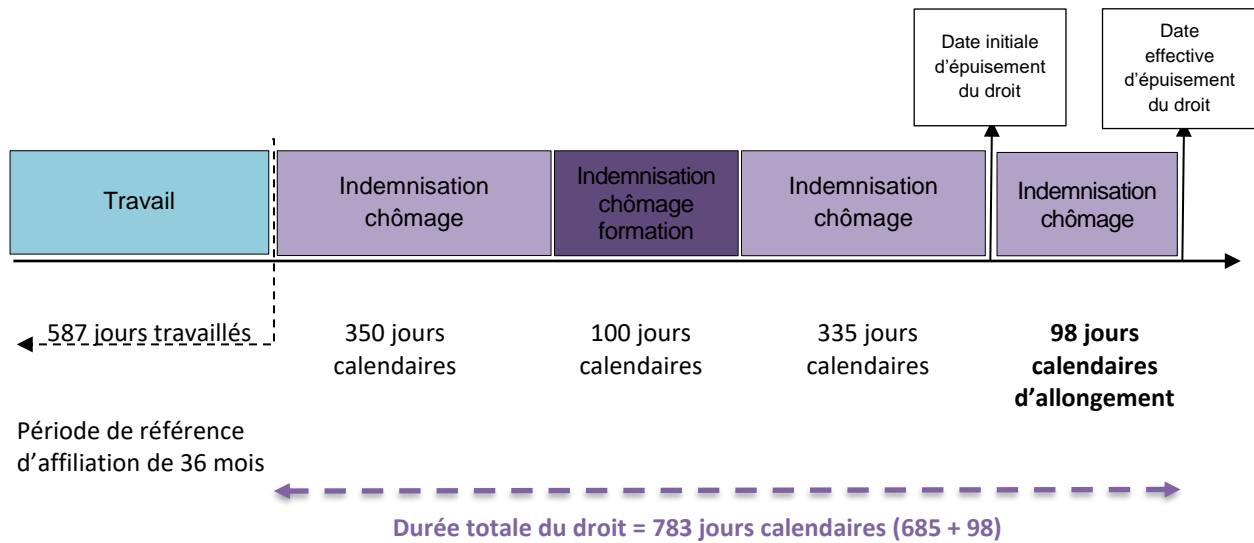 Date initiale
d’épuisement
du droit
Date
effective
d’épuisement
du droit
Travail
Indemnisation
chômage
Indemnisation
chômage
formation
Indemnisation
chômage
Indemnisation
chômage
587 jours travaillés
350 jours
calendaires
100 jours
calendaires
335 jours
calendaires
98 jours
calendaires
d’allongement
Période de référence
d’affiliation de 36 mois
Durée totale du droit = 783 jours calendaires (685 + 98)